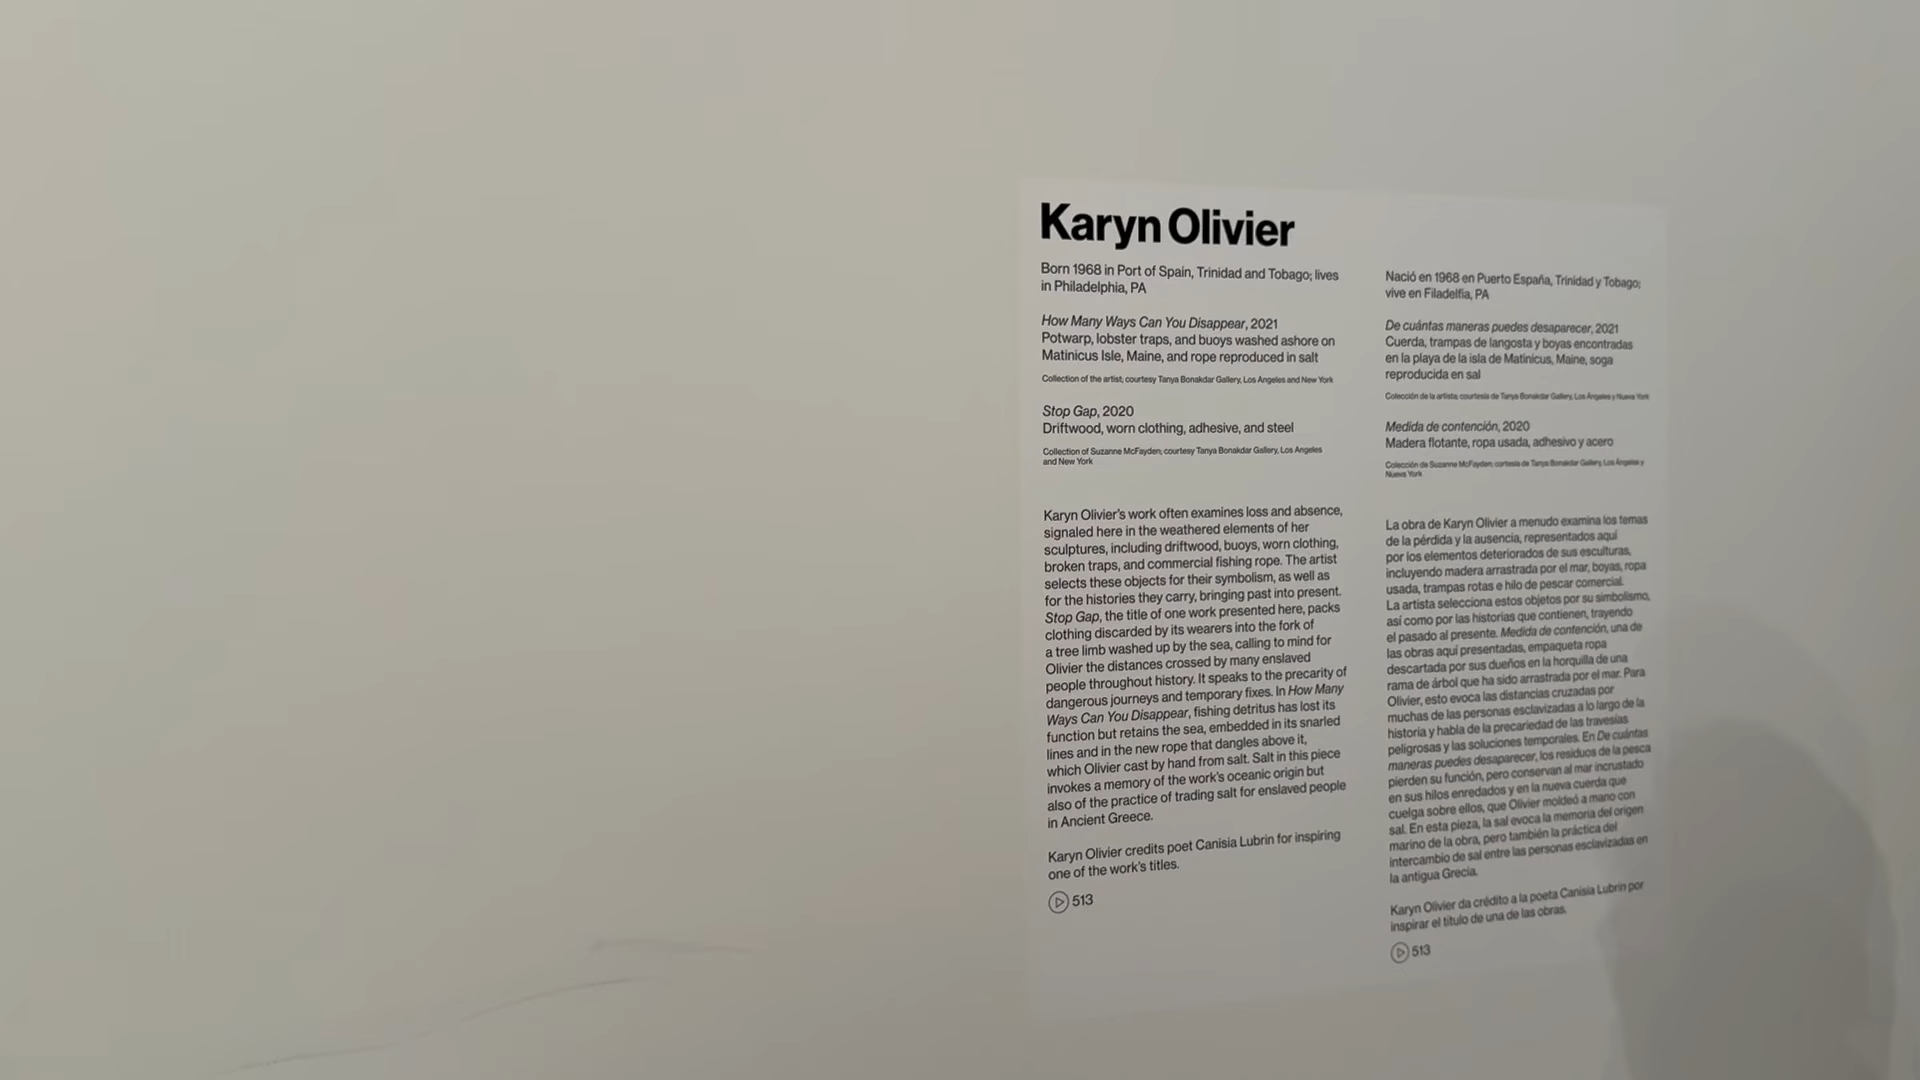 Karyn Olivier
Born 1968 in Port of Spain, Trinidad and Tobago; lives
in Philadelphia, PA
How Many Ways Can You Disappear, 2021
Potwarp, lobster traps, and buoys washed ashore on
Matinicus Isle, Maine, and rope reproduced in salt
Collection of the artist; courtesy Tanya Bonakdar Gallery, Los Angeles and New York
Stop Gap, 2020
Driftwood, worn clothing, adhesive, and steel
Collection of Suzanne McFayden; courtesy Tanya Bonakdar Gallery, Los Angeles
and New York
Karyn Olivier's work often examines loss and absence,
signaled here in the weathered elements of her
sculptures, including driftwood, buoys, worn clothing,
broken traps, and commercial fishing rope. The artist
selects these objects for their symbolism, as well as
for the histories they carry, bringing past into present.
Stop Gap, the title of one work presented here, packs
clothing discarded by its wearers into the fork of
a tree limb washed up by the sea, calling to mind for
Olivier the distances crossed by many enslaved
people throughout history. It speaks to the precarity of
dangerous journeys and temporary fixes. In How Many
Ways Can You Disappear, fishing detritus has lost its
function but retains the sea, embedded in its snarled
lines and in the new rope that dangles above it,
which Olivier cast by hand from salt. Salt in this piece
invokes a memory of the work's oceanic origin but
also of the practice of trading salt for enslaved people
in Ancient Greece.
Karyn Olivier credits poet Canisia Lubrin for inspiring
one of the work's titles.
513
Nació en 1968 en Puerto España, Trinidad y Tobago;
vive en Filadelfia, PA
De cuántas maneras puedes desaparecer, 2021
Cuerda, trampas de langosta y boyas encontradas
en la playa de la isla de Matinicus, Maine, soga
reproducida en sal
Colección de la artista; courtesía de Tanya Bonakdar Gallery, Los Ángeles y Nueva York
Medida de contención, 2020
Madera flotante, ropa usada, adhesivo y acero
Colección de Suzanne McFayden; cortesía de Tanya Bonakdar Gallery, Los Ángeles y
Nueva York
La obra de Karyn Olivier a menudo examina los temas
de la pérdida y la ausencia, representados aquí
por los elementos deteriorados de sus esculturas,
incluyendo madera arrastrada por el mar, boyas, ropa
usada, trampas rotas e hilo de pescar comercial.
La artista selecciona estos objetos por su simbolismo,
así como por las historias que contienen, trayendo
el pasado al presente. Medida de contención, una de
las obras aquí presentadas, empaqueta ropa
descartada por sus dueños en la horquilla de una
rama de árbol que ha sido arrastrada por el mar. Para
Olivier, esto evoca las distancias cruzadas por
muchas de las personas esclavizadas a lo largo de la
historia y habla de la precariedad de las travesías
peligrosas y las soluciones temporales. En De cuántas
maneras puedes desaparecer, los residuos de la pesca
pierden su función, pero conservan al mar incrustado
en sus hilos enredados y en la nueva cuerda que
cuelga sobre ellos, que Olivier moldeó a mano con
sal. En esta pieza, la sal evoca la memoria del origen
marino de la obra, pero también la práctica del
intercambio de sal entre las personas esclavizadas en
la antigua Grecia.
Karyn Olivier da crédito a la poeta Canisia Lubrin por
inspirar el título de una de las obras.
513